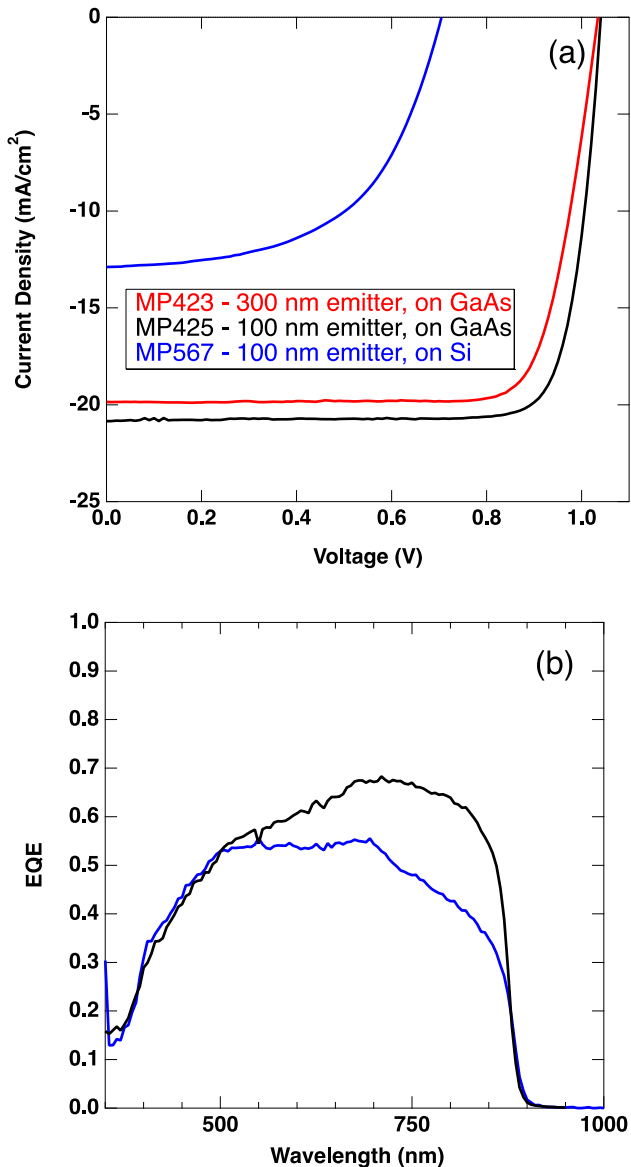 (a)
0
-5
-10
-15
-20
-25
Current Density (mA/cm²)
MP423 - 300 nm emitter, on GaAs
MP425 - 100 nm emitter, on GaAs
MP567 - 100 nm emitter, on Si
0.0 0.2 0.4 0.6 0.8 1.0
Voltage (V)
(b)
1.0
0.9
0.8
0.7
0.6
0.5
0.4
0.3
0.2
0.1
0.0
EQE
500 750 1000
Wavelength (nm)